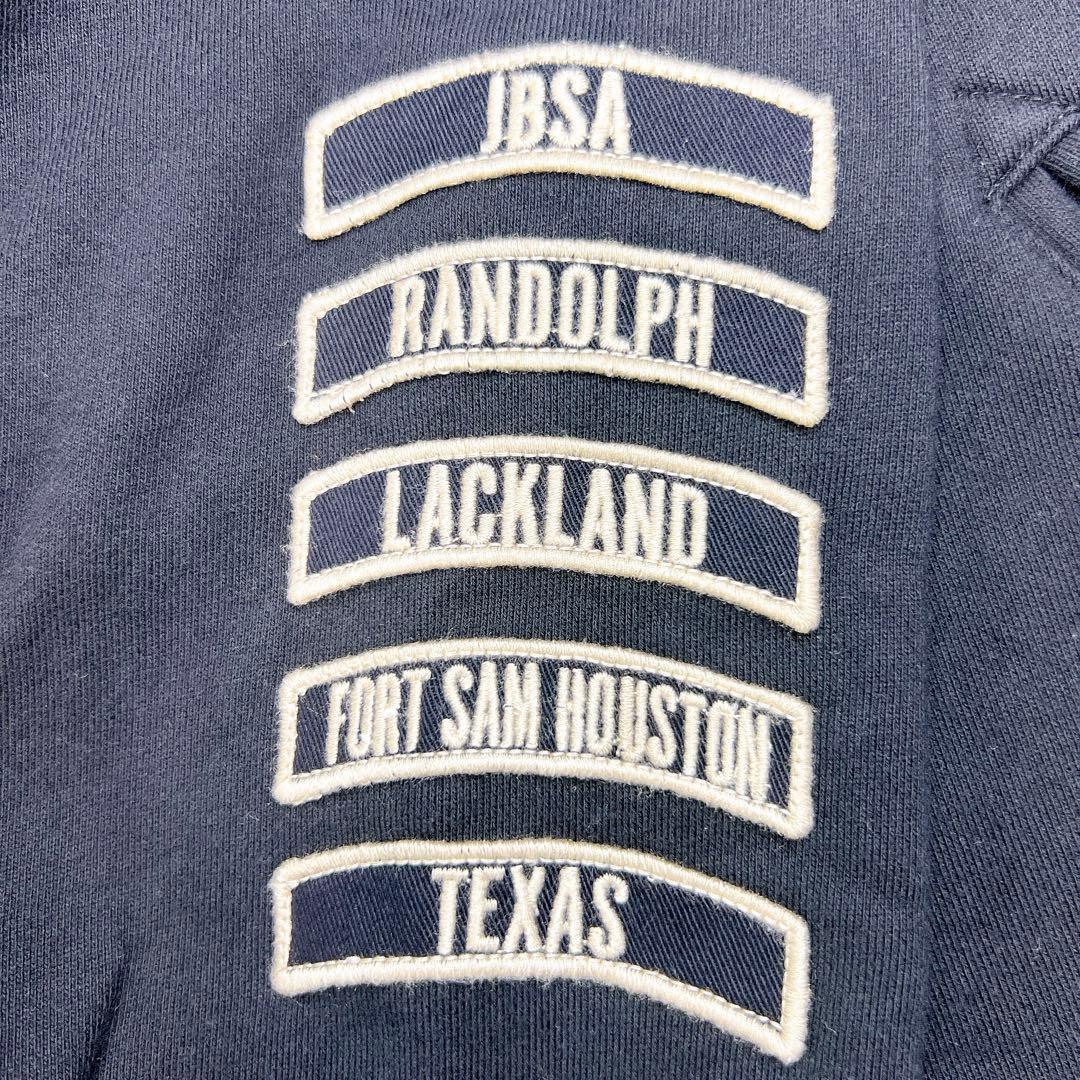 JBSA
RANDOLPH
LACKLAND
FORT SAM HOUSTON
TEXAS